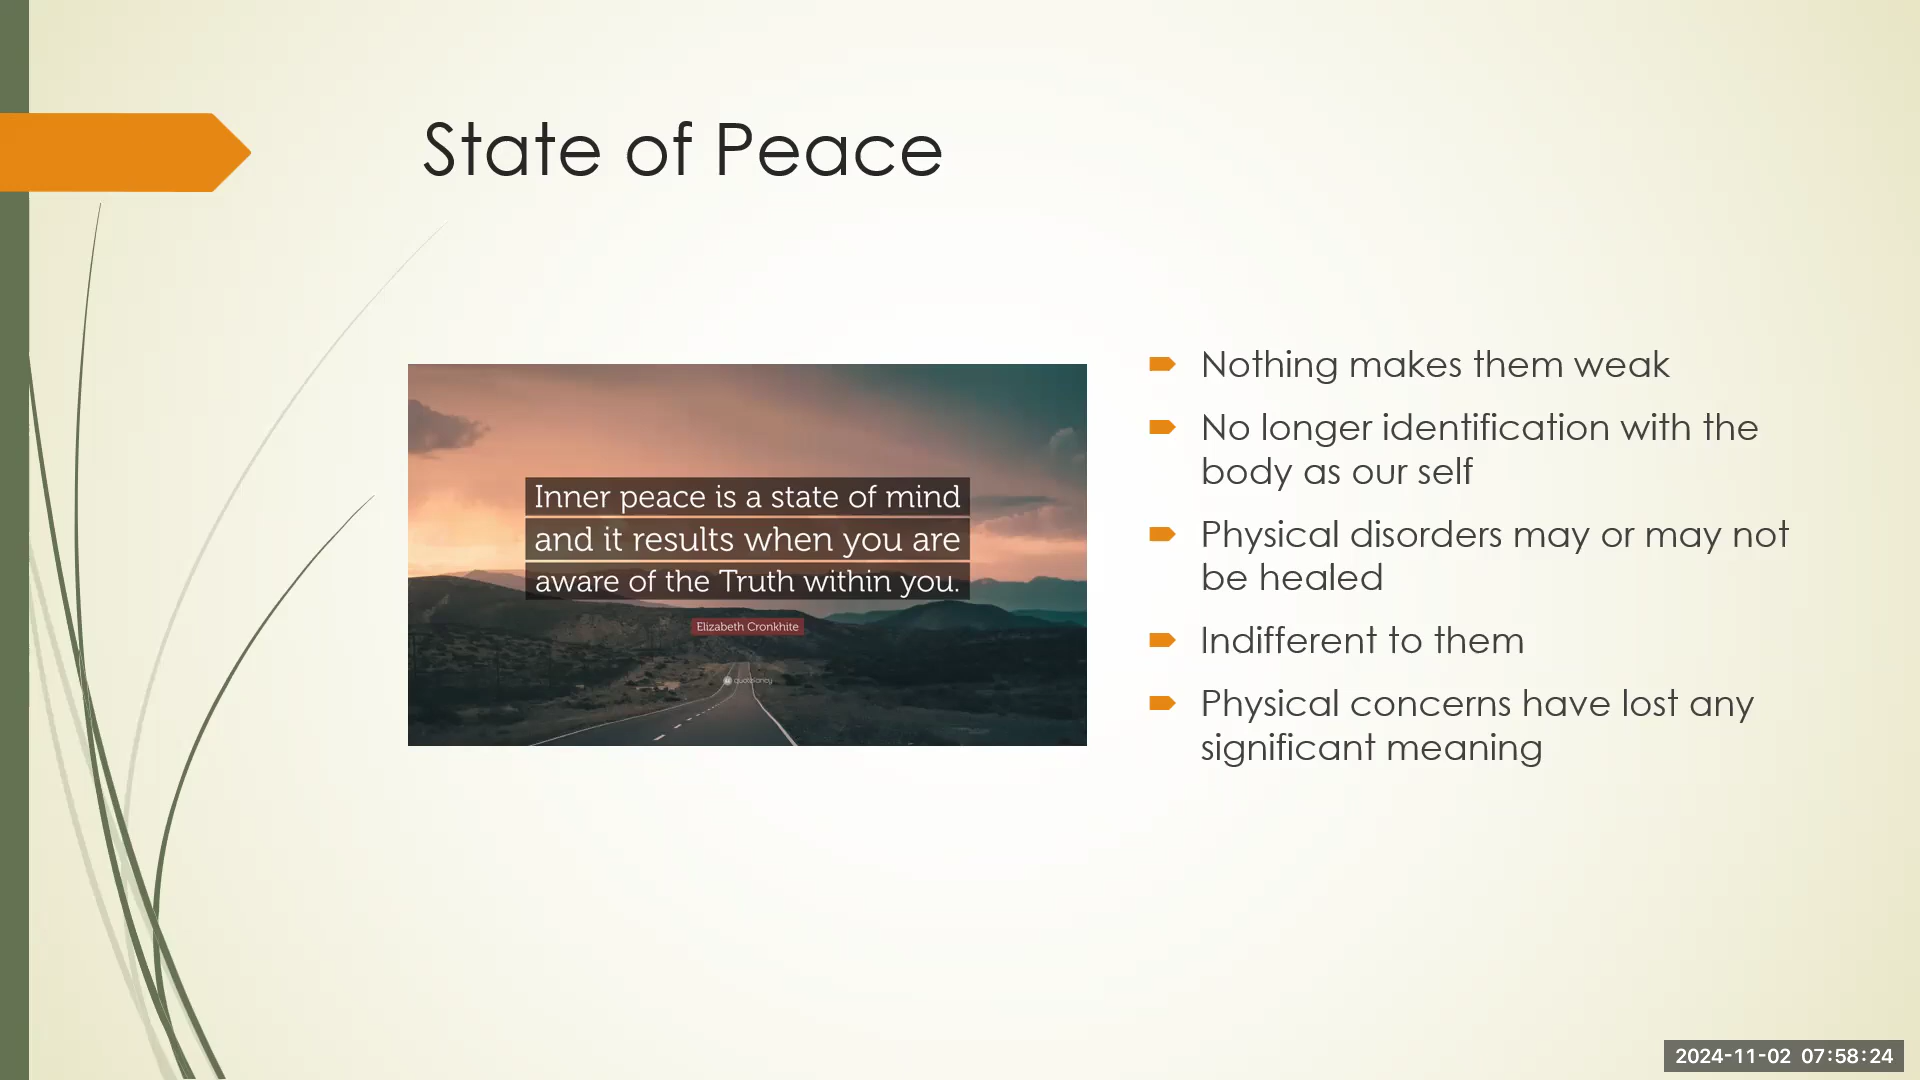 State of Peace
Inner peace is a state of mind
and it results when you are
aware of the Truth within you.
Elizabeth Cronkhite
quotefancy
Nothing makes them weak
No longer identification with the
body as our self
Physical disorders may or may not
be healed
Indifferent to them
Physical concerns have lost any
significant meaning
2024-11-02 07:58:24